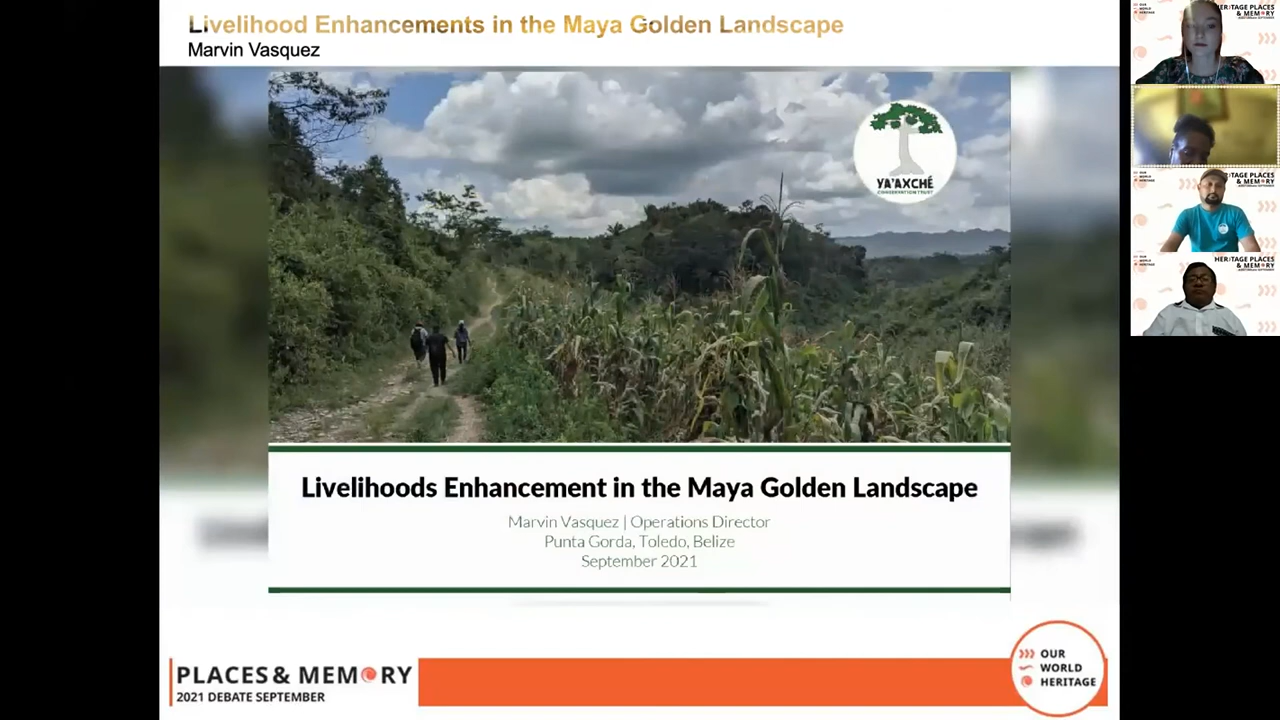 Livelihood Enhancements in the Maya Golden Landscape
Marvin Vasquez
YA'AXCHÉ
CONSERVATION TRUST
Livelihoods Enhancement in the Maya Golden Landscape
Marvin Vasquez | Operations Director
Punta Gorda, Toledo, Belize
September 2021
PLACES & MEMORY
2021 DEBATE SEPTEMBER
OUR
WORLD
HERITAGE
HERITAGE PLACES
& MEMORY